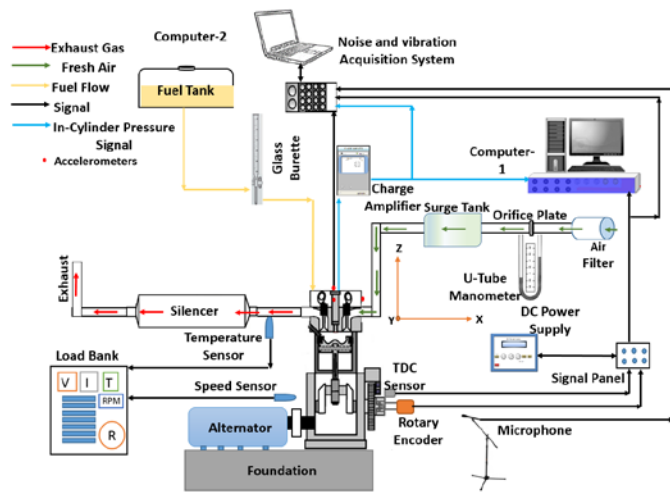 Exhaust Gas
Fresh Air
Fuel Flow
Signal
In-Cylinder Pressure
Signal
Accelerometers
Computer-2
Fuel Tank
Noise and vibration
Acquisition System
Glass
Burette
Charge
Amplifier
Computer-
1
Surge Tank
Orifice Plate
Air
Filter
U-Tube
Manometer
Z
Y
X
DC Power
Supply
Signal Panel
Exhaust
Silencer
Temperature
Sensor
Load Bank
V I T
RPM
R
Speed Sensor
TDC
Sensor
Rotary
Encoder
Microphone
Alternator
Foundation